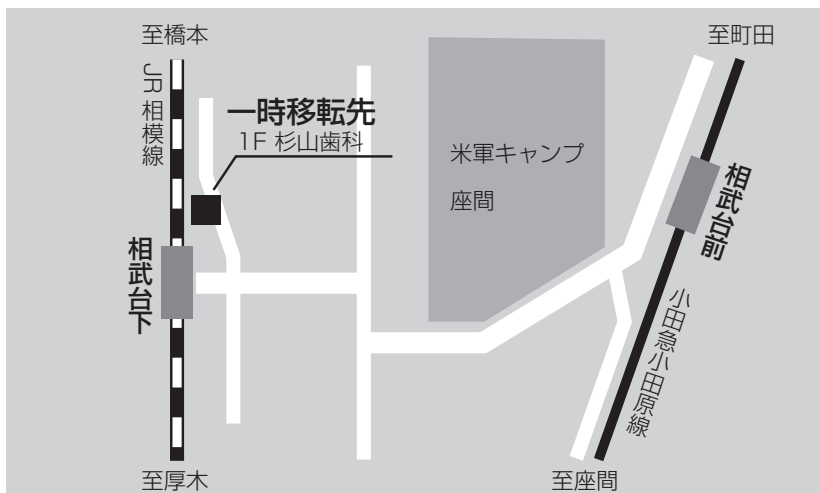 至橋本
至町田
JR相模線
一時移転先
1F 杉山歯科
米軍キャンプ
座間
相武台前
相武台下
小田急小田原線
至厚木
至座間